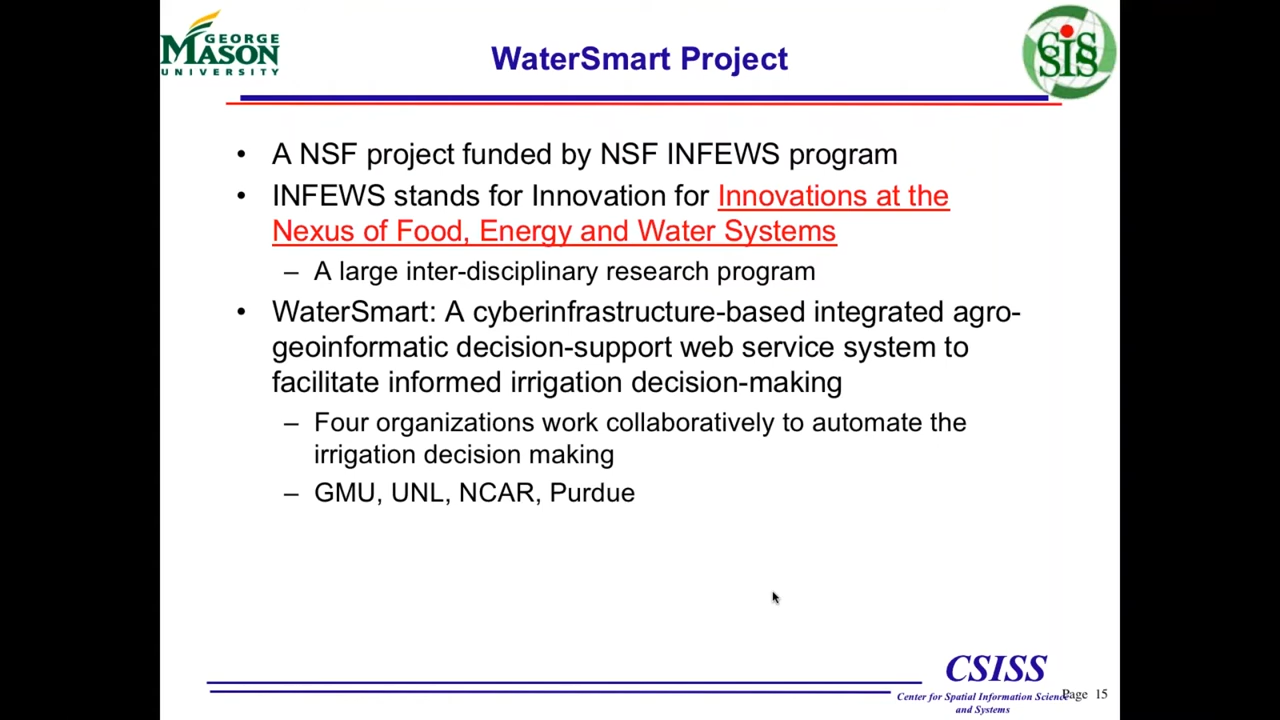 GEORGE
MASON
UNIVERSITY
WaterSmart Project
CSISS
• A NSF project funded by NSF INFEWS program
• INFEWS stands for Innovation for Innovations at the
Nexus of Food, Energy and Water Systems
– A large inter-disciplinary research program
• WaterSmart: A cyberinfrastructure-based integrated agro-
geoinformatic decision-support web service system to
facilitate informed irrigation decision-making
– Four organizations work collaboratively to automate the
irrigation decision making
– GMU, UNL, NCAR, Purdue
CSISS
Center for Spatial Information Science
and Systems
Page 15